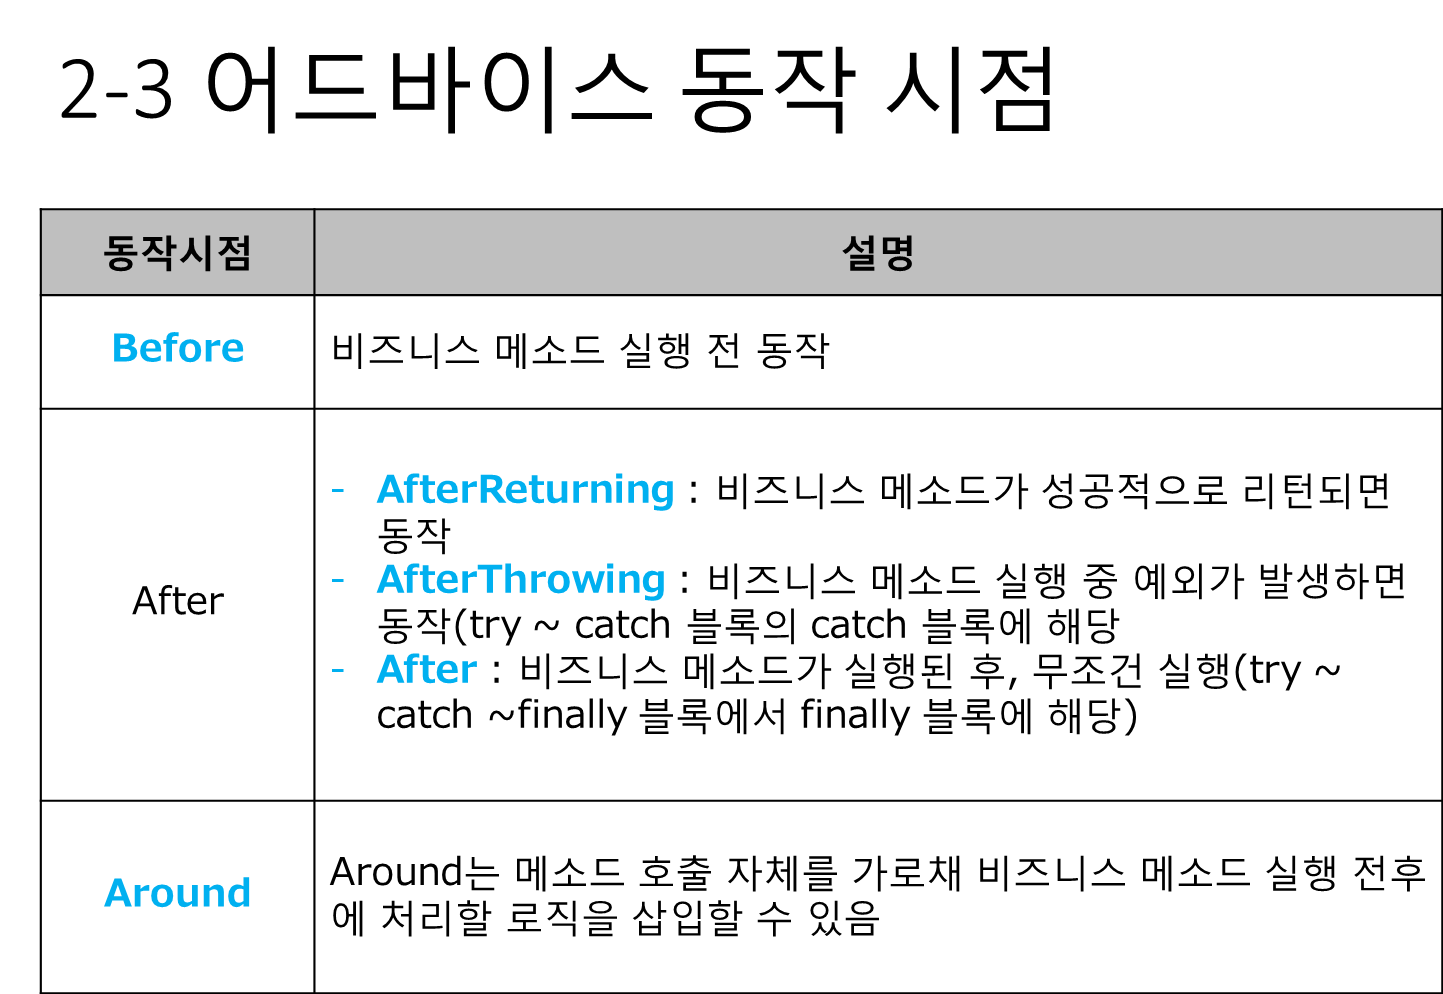 2-3 어드바이스 동작 시점
동작시점 설명
Before 비즈니스 메소드 실행 전 동작
After
- AfterReturning : 비즈니스 메소드가 성공적으로 리턴되면
동작
- AfterThrowing : 비즈니스 메소드 실행 중 예외가 발생하면
동작(try ~ catch 블록의 catch 블록에 해당
- After : 비즈니스 메소드가 실행된 후, 무조건 실행(try ~
catch ~finally 블록에서 finally 블록에 해당)
Around
Around는 메소드 호출 자체를 가로채 비즈니스 메소드 실행 전후
에 처리할 로직을 삽입할 수 있음